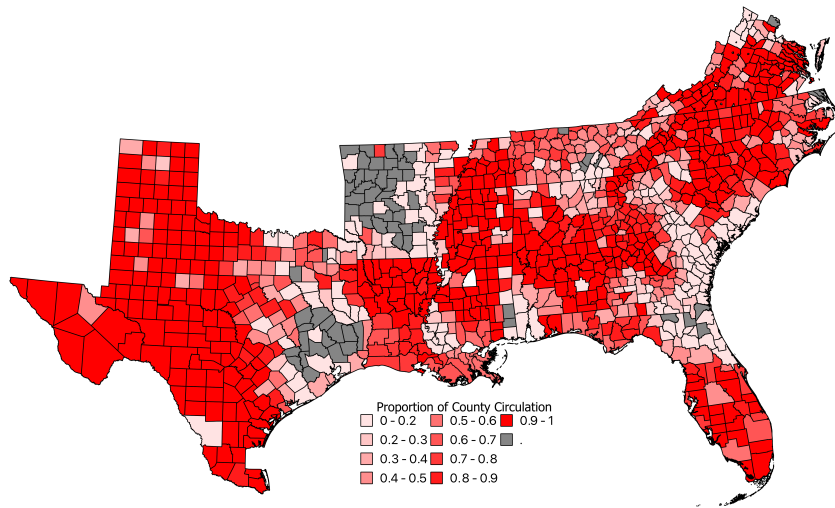 Proportion of County Circulation
0 - 0.2 0.5 - 0.6 0.9 - 1
0.2 - 0.3 0.6 - 0.7 .
0.3 - 0.4 0.7 - 0.8
0.4 - 0.5 0.8 - 0.9